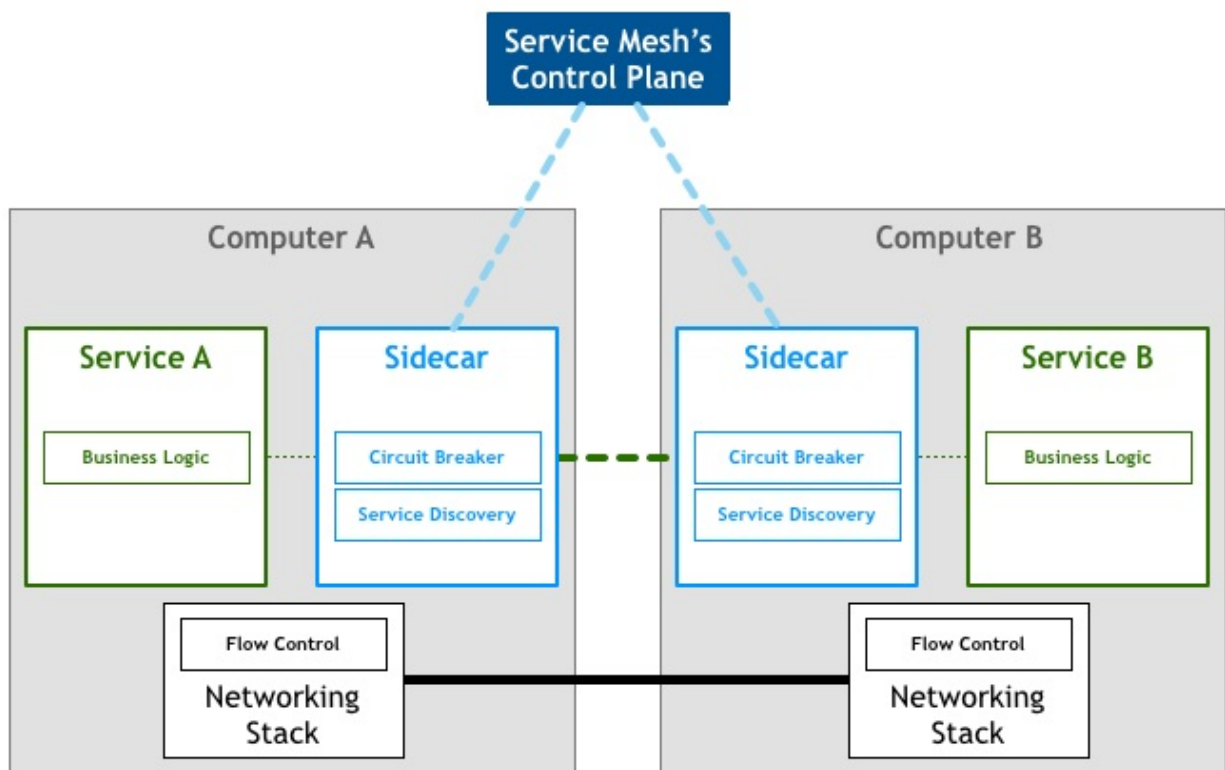 Service Mesh's
Control Plane
Computer A
Computer B
Service A
Sidecar
Sidecar
Service B
Business Logic
Circuit Breaker
Circuit Breaker
Business Logic
Service Discovery
Service Discovery
Flow Control
Networking
Stack
Flow Control
Networking
Stack